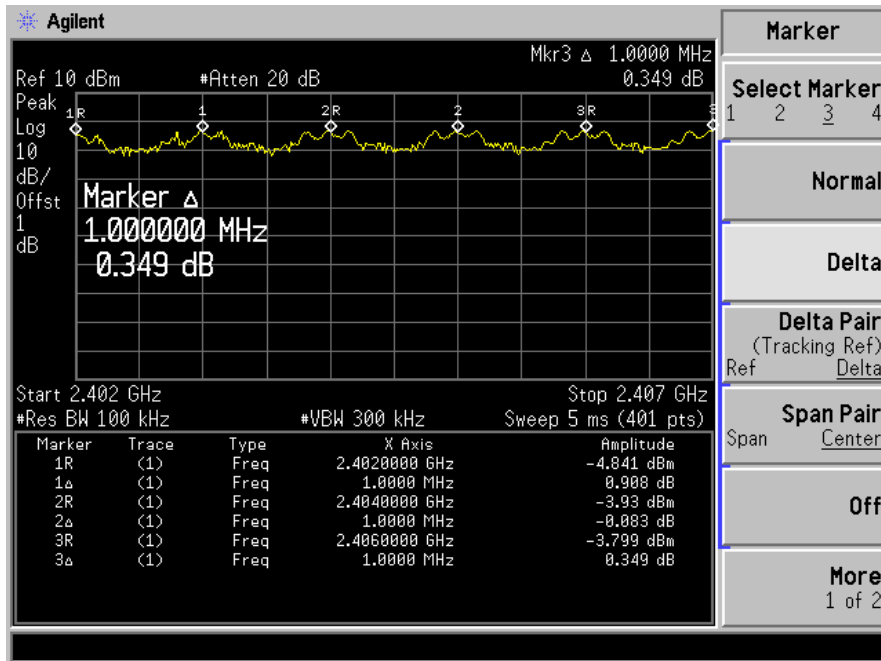 Agilent
Marker
Mkr3 Δ 1.0000 MHz
Ref 10 dBm #Atten 20 dB 0.349 dB
Peak
Log
10
dB/
Offst
1
dB
1R 1 2R 2 3R 3
Marker Δ
1.000000 MHz
0.349 dB
Start 2.402 GHz Stop 2.407 GHz
#Res BW 100 kHz #VBW 300 kHz Sweep 5 ms (401 pts)
Marker Trace Type X Axis Amplitude
1R (1) Freq 2.4020000 GHz -4.841 dBm
1Δ (1) Freq 1.0000 MHz 0.908 dB
2R (1) Freq 2.4040000 GHz -3.93 dBm
2Δ (1) Freq 1.0000 MHz -0.083 dB
3R (1) Freq 2.4060000 GHz -3.799 dBm
3Δ (1) Freq 1.0000 MHz 0.349 dB
Select Marker
1 2 3 4
Normal
Delta
Delta Pair
(Tracking Ref)
Ref Delta
Span Pair
Span Center
Off
More
1 of 2